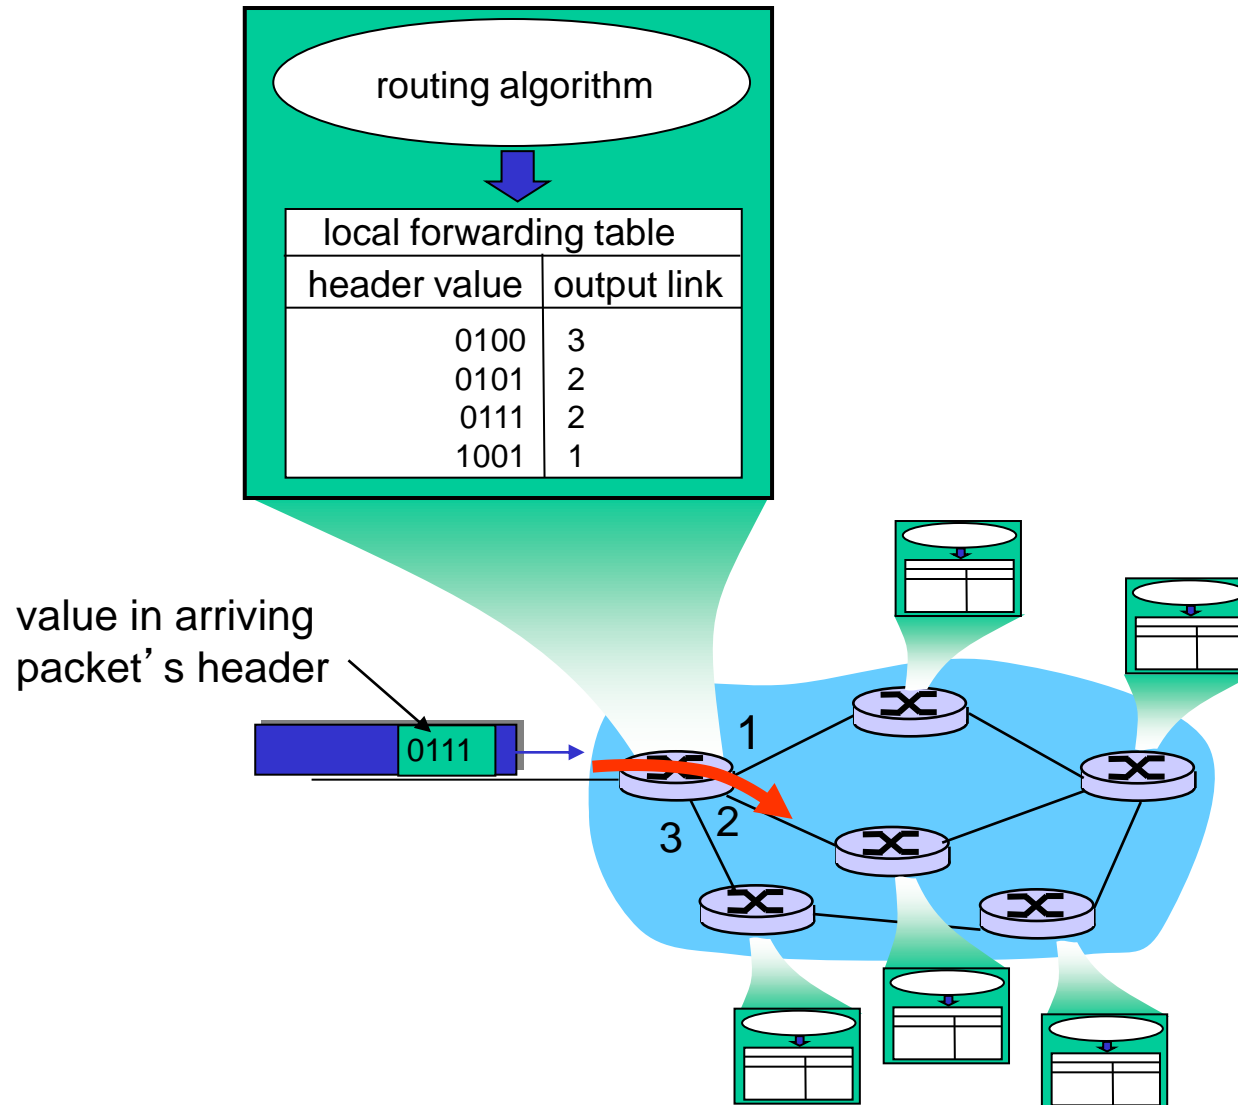 routing algorithm
local forwarding table
header value output link
0100 3
0101 2
0111 2
1001 1
value in arriving
packet’s header
0111
1
2
3